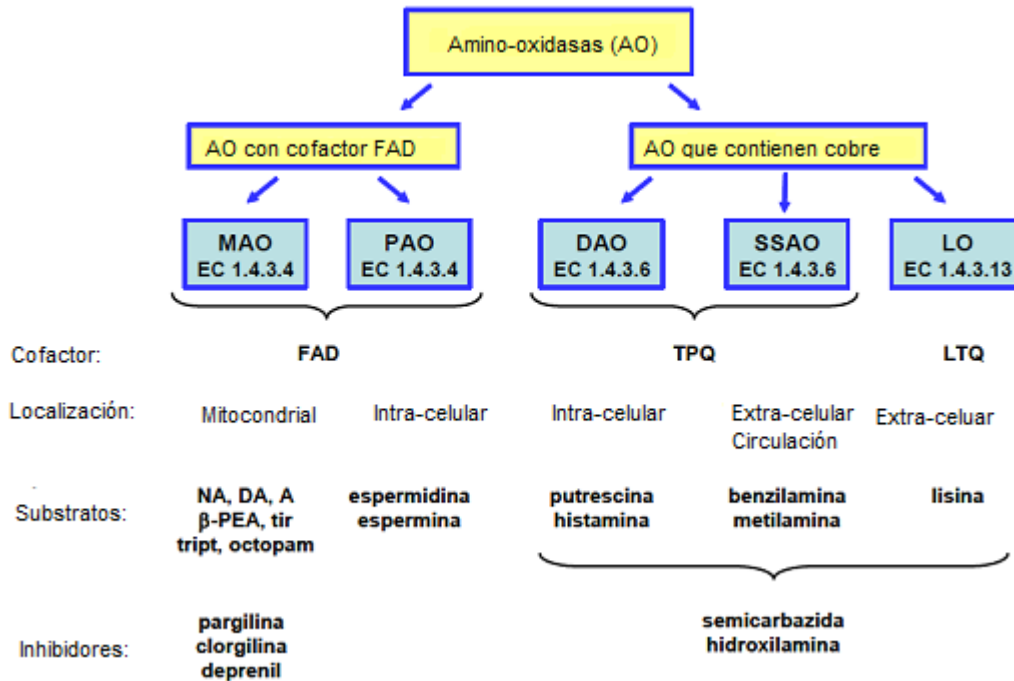 Amino-oxidasas (AO)
AO con cofactor FAD
AO que contienen cobre
MAO
EC 1.4.3.4
PAO
EC 1.4.3.4
DAO
EC 1.4.3.6
SSAO
EC 1.4.3.6
LO
EC 1.4.3.13
Cofactor:
FAD
TPQ
LTQ
Localización:
Mitocondrial
Intra-celular
Intra-celular
Extra-celular
Circulación
Extra-celuar
Substratos:
NA, DA, A
β-PEA, tir
tript, octopam
espermidina
espermina
putrescina
histamina
benzilamina
metilamina
lisina
Inhibidores:
pargilina
clorgilina
deprenil
semicarbazida
hidroxilamina